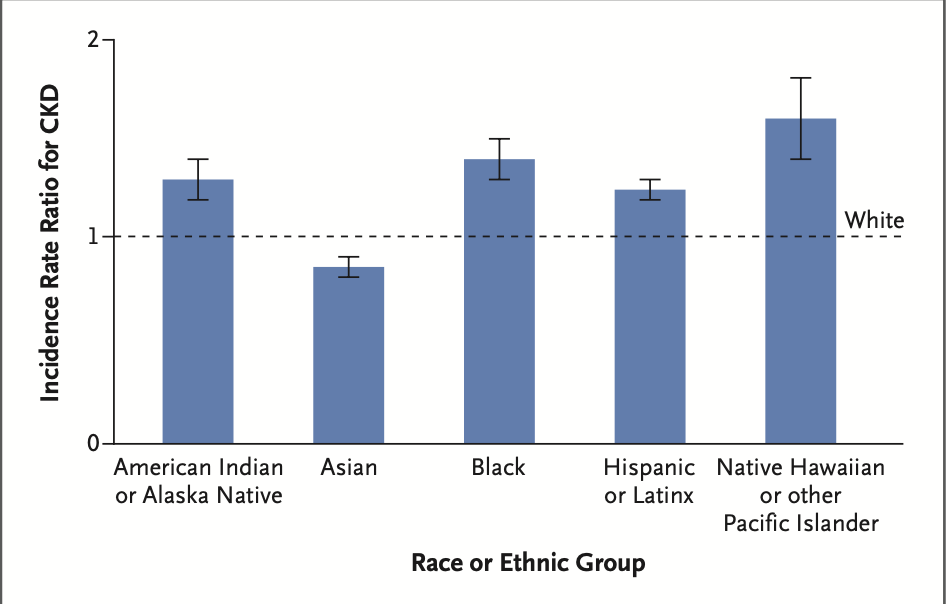 Incidence Rate Ratio for CKD
2
1
0
White
American Indian
or Alaska Native
Asian
Black
Hispanic
or Latinx
Native Hawaiian
or other
Pacific Islander
Race or Ethnic Group